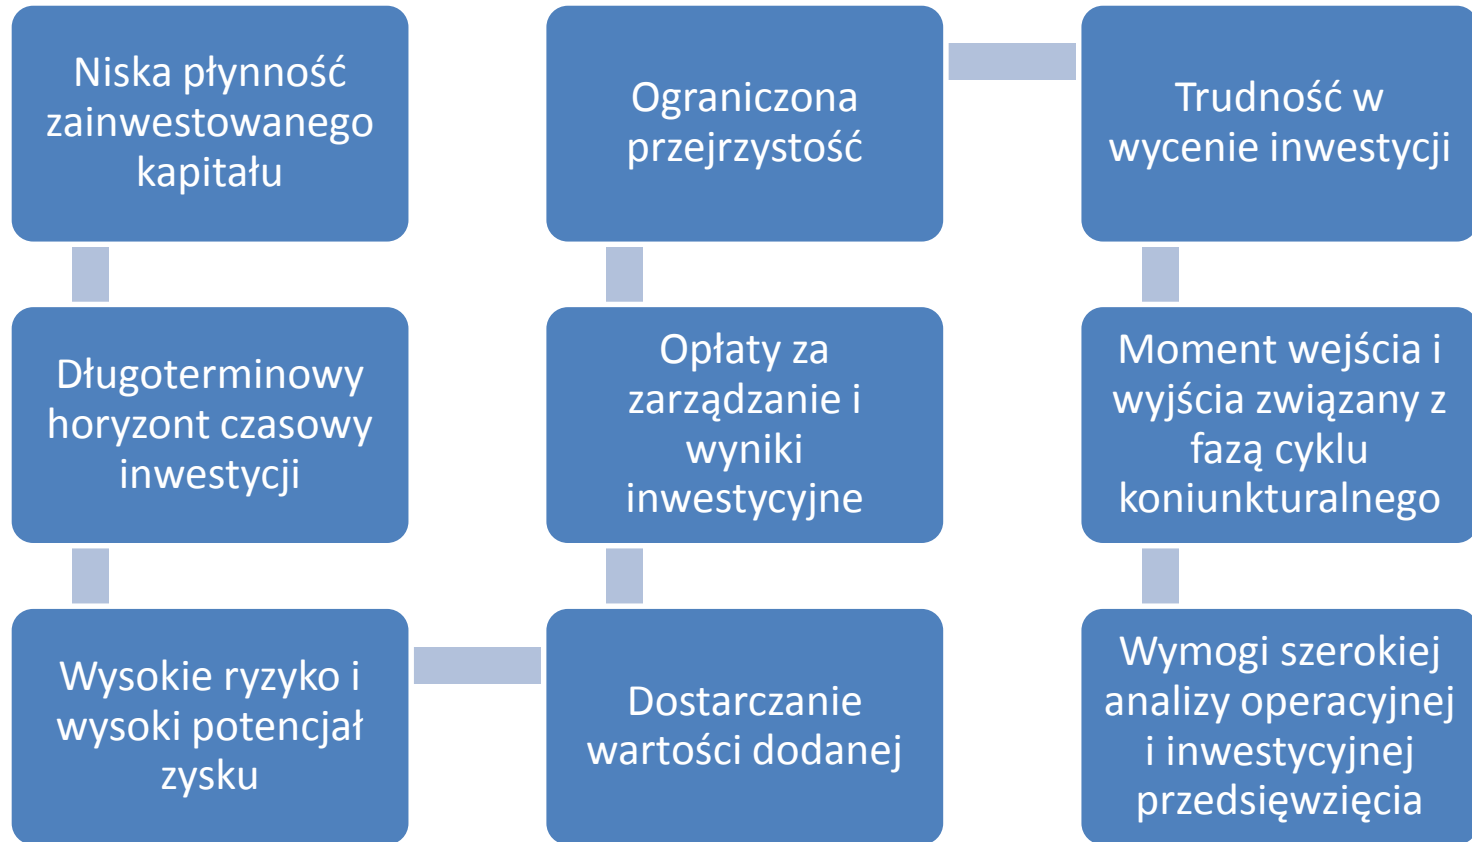 Niska płynność
zainwestowanego
kapitału
Długoterminowy
horyzont czasowy
inwestycji
Wysokie ryzyko i
wysoki potencjał
zysku
Dostarczanie
wartości dodanej
Opłaty za
zarządzanie i
wyniki
inwestycyjne
Ograniczona
przejrzystość
Trudność w
wycenie inwestycji
Moment wejścia i
wyjścia związany z
fazą cyklu
koniunkturalnego
Wymogi szerokiej
analizy operacyjnej
i inwestycyjnej
przedsięwzięcia